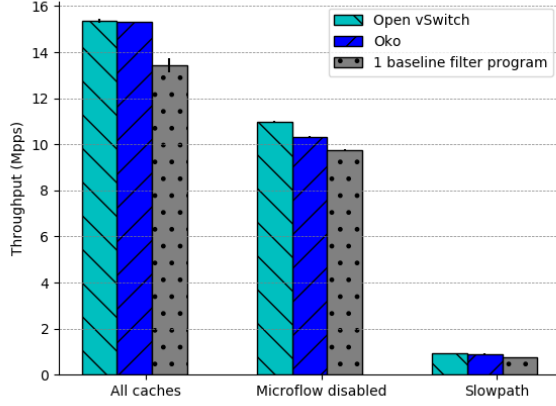 16
14
12
10
8
6
4
2
0
Throughput (Mpps)
Open vSwitch
Oko
1 baseline filter program
All caches
Microflow disabled
Slowpath